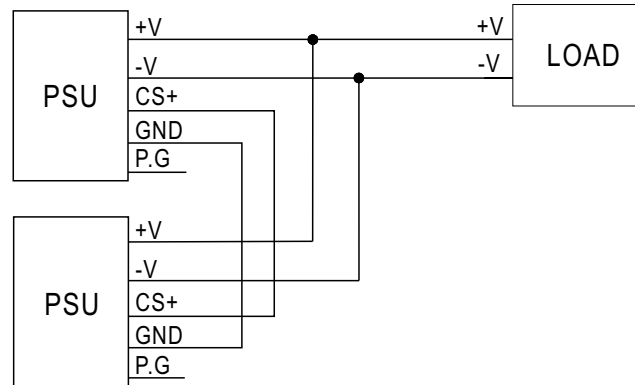 +V
+V
-V
-V
LOAD
PSU
CS+
GND
P.G
+V
-V
PSU
CS+
GND
P.G